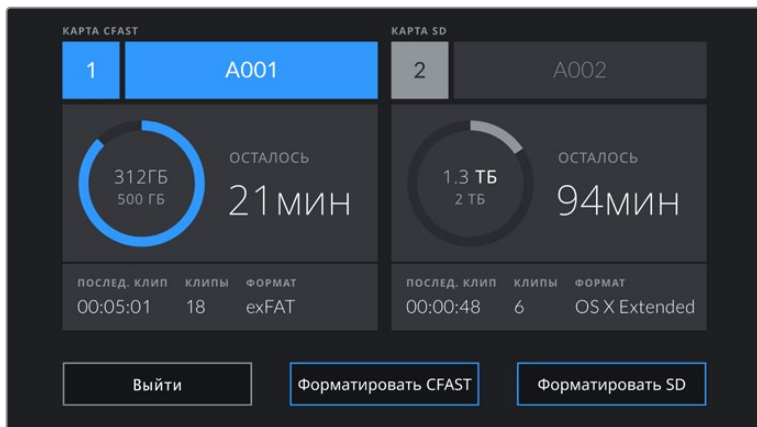 КАРТА CFAST
1 A001
312ГБ
500 ГБ
ОСТАЛОСЬ
21мин
ПОСЛЕД. КЛИП КЛИПЫ ФОРМАТ
00:05:01 18 exFAT
КАРТА SD
2 A002
1.3 ТБ
2 ТБ
ОСТАЛОСЬ
94мин
ПОСЛЕД. КЛИП КЛИПЫ ФОРМАТ
00:00:48 6 OS X Extended
Выйти Форматировать CFAST Форматировать SD